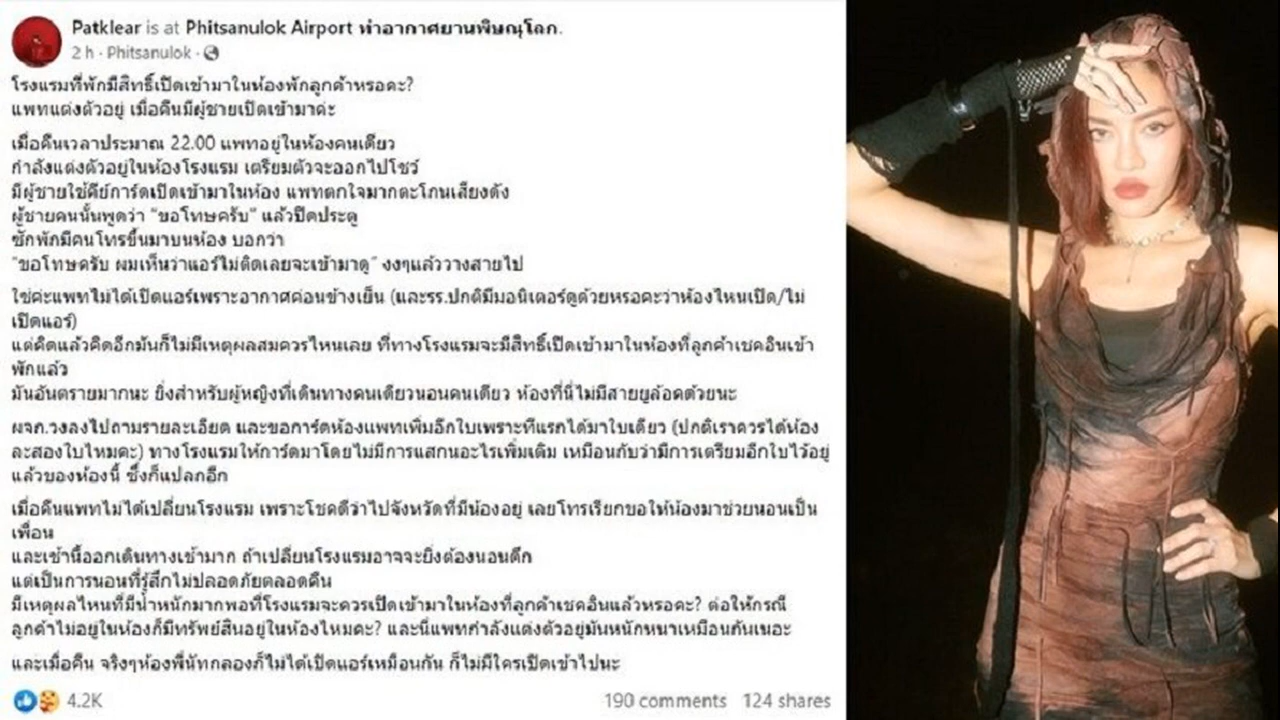 Patklear is at Phitsanulok Airport ท่าอากาศยานพิษณุโลก.
2 h · Phitsanulok ·
โรงแรมที่พักมีสิทธิ์เปิดเข้ามาในห้องพักลูกค้าหรอคะ?
แพทแต่งตัวอยู่ เมื่อคืนมีผู้ชายเปิดเข้ามาค่ะ
เมื่อคืนเวลาประมาณ 22.00 แพทอยู่ในห้องคนเดียว
กำลังแต่งตัวอยู่ในห้องโรงแรม เตรียมตัวจะออกไปโชว์
มีผู้ชายใช้คีย์การ์ดเปิดเข้ามาในห้อง แพทตกใจมากตะโกนเสียงดัง
ผู้ชายคนนั้นพูดว่า "ขอโทษครับ" แล้วปิดประตู
ซักพักมีคนโทรขึ้นมาบนห้อง บอกว่า
"ขอโทษครับ ผมเห็นว่าแอร์ไม่ติดเลยจะเข้ามาดู" งงๆแล้ววางสายไป
ใช่ค่ะแพทไม่ได้เปิดแอร์เพราะอากาศค่อนข้างเย็น (และรร.ปกติมีมอนิเตอร์ดูด้วยหรอคะว่าห้องไหนเปิด/ไม่
เปิดแอร์)
แต่คิดแล้วคิดอีกมันก็ไม่มีเหตุผลสมควรไหนเลย ที่ทางโรงแรมจะมีสิทธิ์เปิดเข้ามาในห้องที่ลูกค้าเชคอินเข้า
พักแล้ว
มันอันตรายมากนะ ยิ่งสำหรับผู้หญิงที่เดินทางคนเดียวนอนคนเดียว ห้องที่นี่ไม่มีสายยูล้อคด้วยนะ
ผจก.วงลงไปถามรายละเอียด และขอการ์ดห้องแพทเพิ่มอีกใบเพราะทีแรกได้มาใบเดียว (ปกติเราควรได้ห้อง
ละสองใบไหมคะ) ทางโรงแรมให้การ์ดมาโดยไม่มีการแสกนอะไรเพิ่มเติม เหมือนกับว่ามีการเตรียมอีกใบไว้อยู่
แล้วของห้องนี้ ซึ่งก็แปลกอีก
เมื่อคืนแพทไม่ได้เปลี่ยนโรงแรม เพราะโชคดีว่าไปจังหวัดที่มีน้องอยู่ เลยโทรเรียกขอให้น้องมาช่วยนอนเป็น
เพื่อน
และเช้านี้ออกเดินทางเช้ามาก ถ้าเปลี่ยนโรงแรมอาจจะยิ่งต้องนอนดึก
แต่เป็นการนอนที่รู้สึกไม่ปลอดภัยตลอดคืน
มีเหตุผลไหนที่มีน้ำหนักมากพอที่โรงแรมจะควรเปิดเข้ามาในห้องที่ลูกค้าเชคอินแล้วหรอคะ? ต่อให้กรณี
ลูกค้าไม่อยู่ในห้องก็มีทรัพย์สินอยู่ในห้องไหมคะ? และนี่แพทกำลังแต่งตัวอยู่มันหนักหนาเหมือนกันเนอะ
และเมื่อคืน จริงๆห้องพี่นัทกลองก็ไม่ได้เปิดแอร์เหมือนกัน ก็ไม่มีใครเปิดเข้าไปนะ
4.2K 190 comments 124 shares